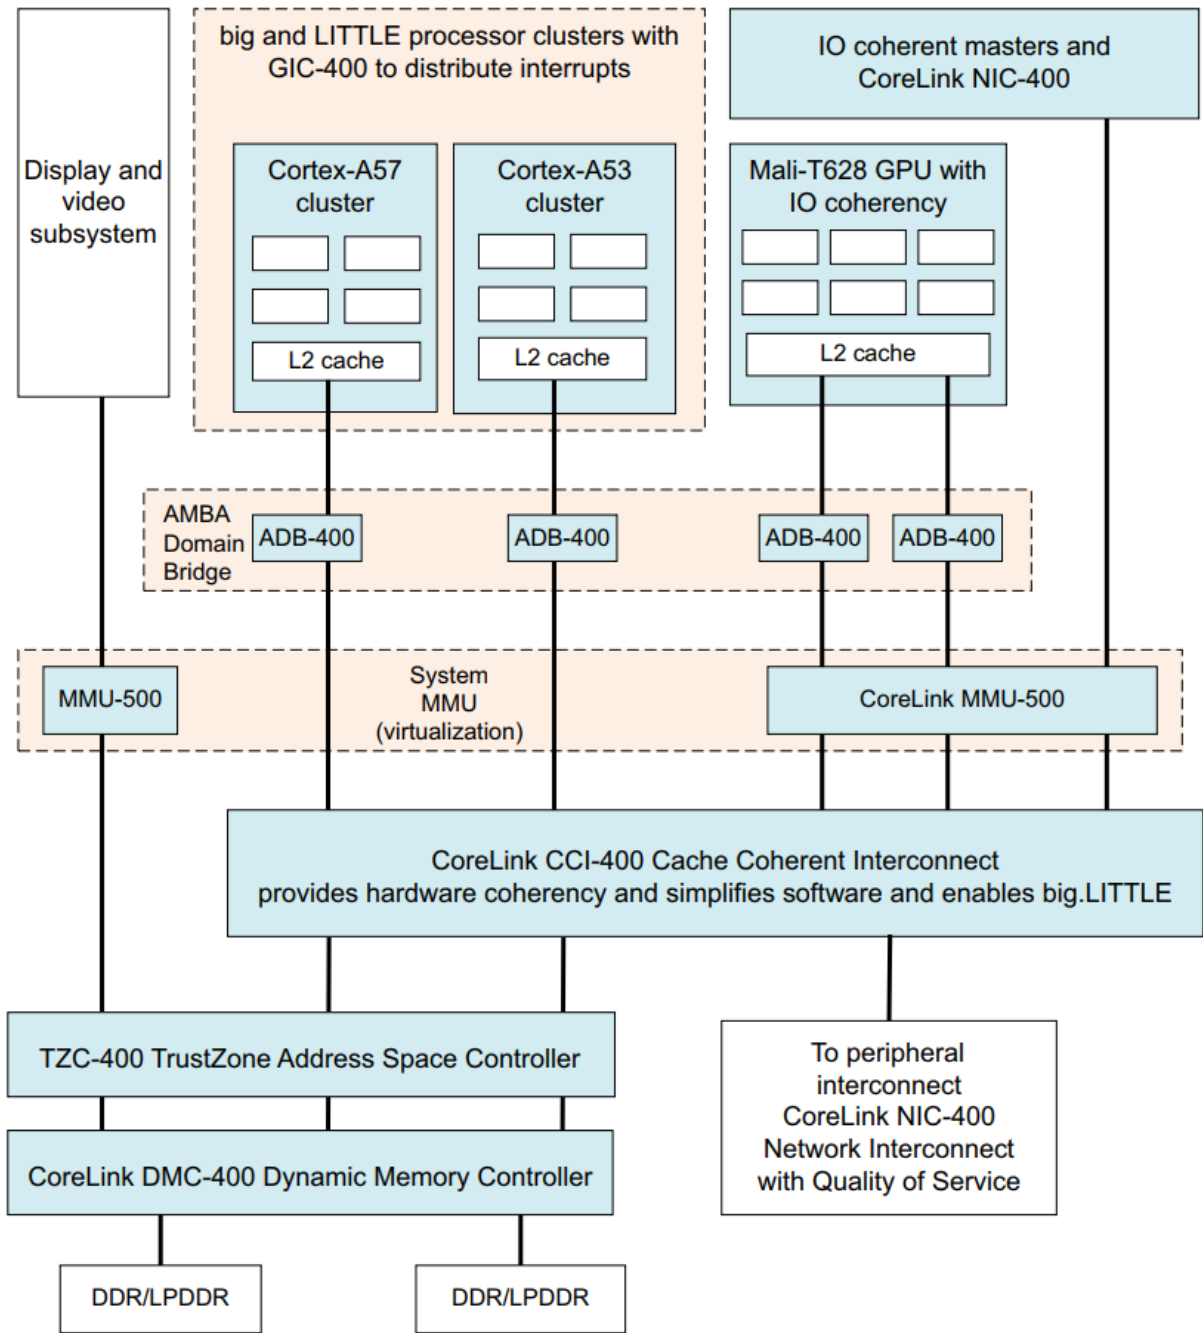 big and LITTLE processor clusters with
GIC-400 to distribute interrupts
IO coherent masters and
CoreLink NIC-400
Display and
video
subsystem
Cortex-A57
cluster
L2 cache
Cortex-A53
cluster
L2 cache
Mali-T628 GPU with
IO coherency
L2 cache
AMBA
Domain
Bridge
ADB-400
ADB-400
ADB-400
ADB-400
MMU-500
System
MMU
(virtualization)
CoreLink MMU-500
CoreLink CCI-400 Cache Coherent Interconnect
provides hardware coherency and simplifies software and enables big.LITTLE
TZC-400 TrustZone Address Space Controller
CoreLink DMC-400 Dynamic Memory Controller
To peripheral
interconnect
CoreLink NIC-400
Network Interconnect
with Quality of Service
DDR/LPDDR
DDR/LPDDR